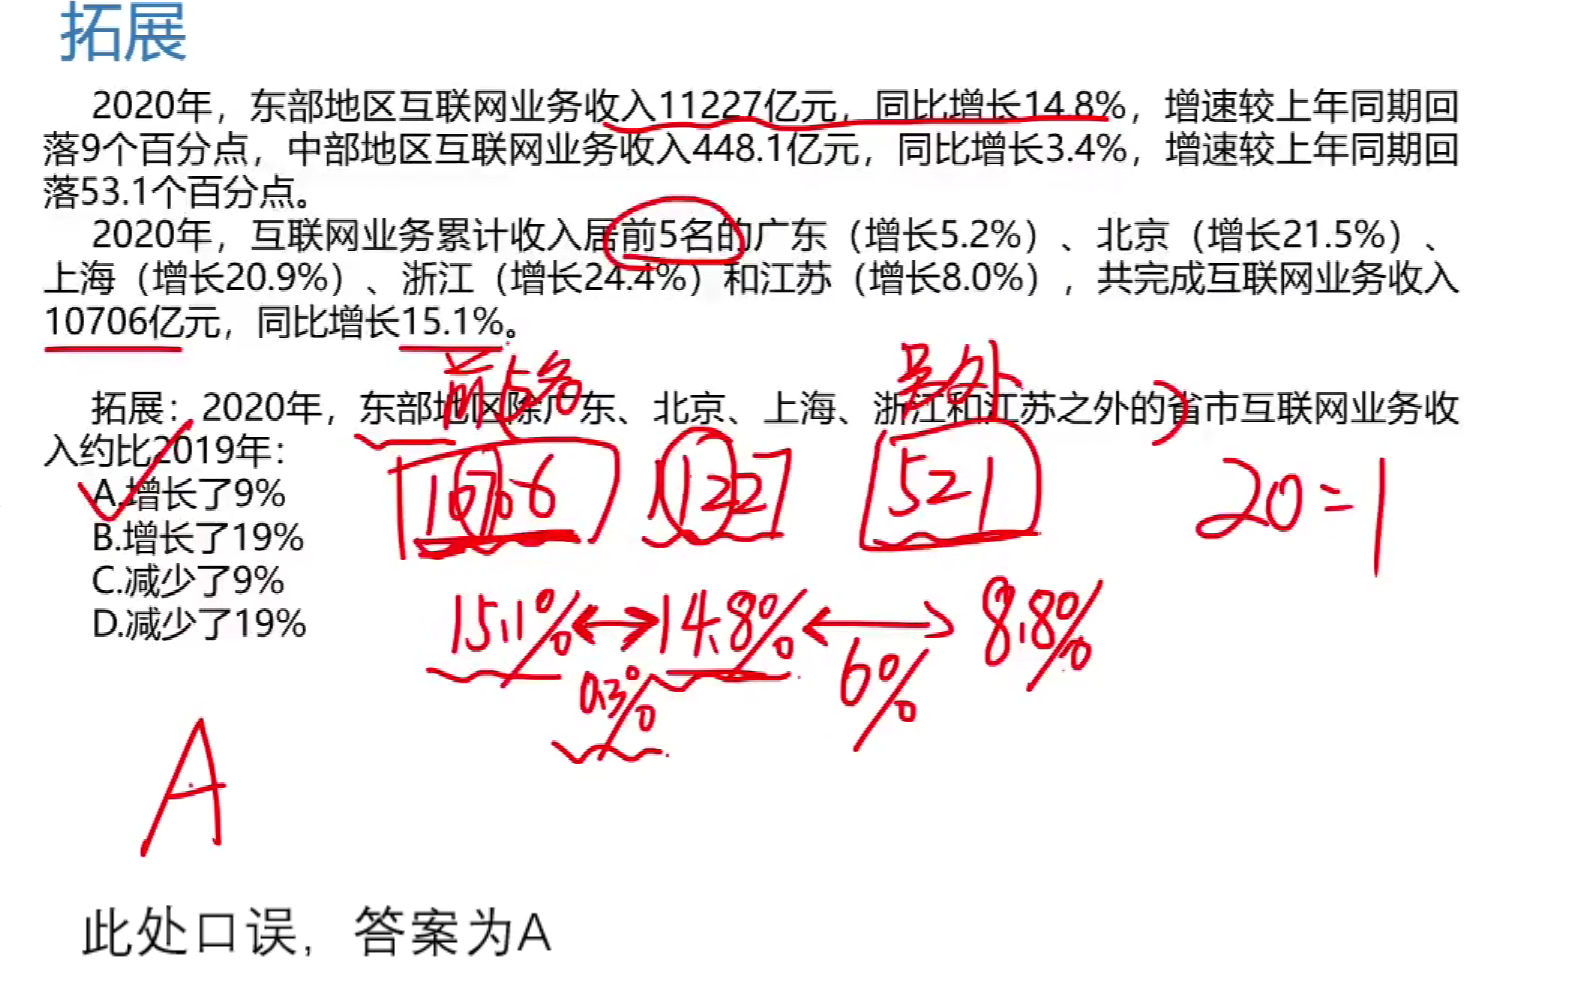 拓展
2020年，东部地区互联网业务收入11227亿元，同比增长14.8%，增速较上年同期回
落9个百分点，中部地区互联网业务收入448.1亿元，同比增长3.4%，增速较上年同期回
落53.1个百分点。
2020年，互联网业务累计收入居前5名的广东（增长5.2%）、北京（增长21.5%）、
上海（增长20.9%）、浙江（增长24.4%）和江苏（增长8.0%），共完成互联网业务收入
10706亿元，同比增长15.1%。
前5名
拓展：2020年，东部地区除广东、北京、上海、浙江和江苏之外的省市互联网业务收
入约比2019年：
A.增长了9%
B.增长了19%
C.减少了9%
D.减少了19%
10706 11227 521 20=1
15.1% 14.8% 8.8%
0.3% 6%
A
此处口误，答案为A